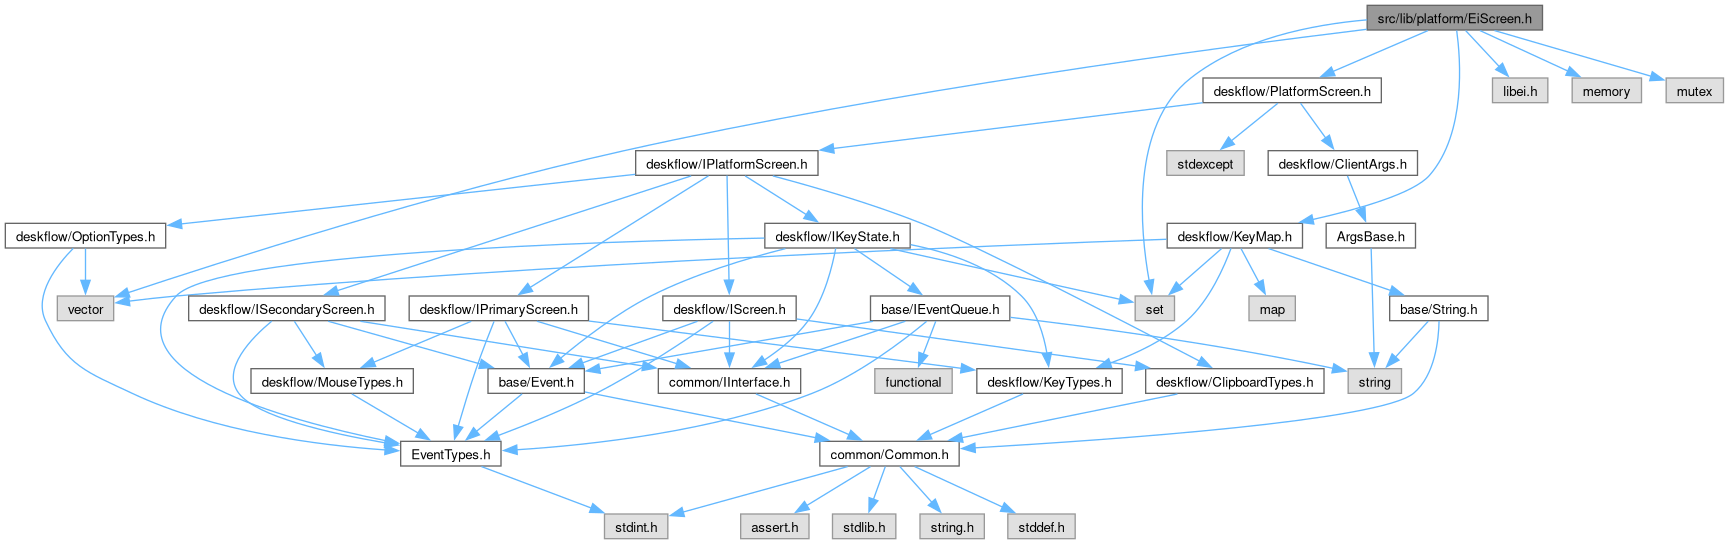 src/lib/platform/EiScreen.h
deskflow/PlatformScreen.h
libei.h
memory
mutex
deskflow/IPlatformScreen.h
stdexcept
deskflow/ClientArgs.h
deskflow/OptionTypes.h
deskflow/IKeyState.h
deskflow/KeyMap.h
ArgsBase.h
vector
deskflow/ISecondaryScreen.h
deskflow/IPrimaryScreen.h
deskflow/IScreen.h
base/IEventQueue.h
set
map
base/String.h
deskflow/MouseTypes.h
base/Event.h
common/IInterface.h
functional
deskflow/KeyTypes.h
deskflow/ClipboardTypes.h
string
EventTypes.h
common/Common.h
stdint.h
assert.h
stdlib.h
string.h
stddef.h